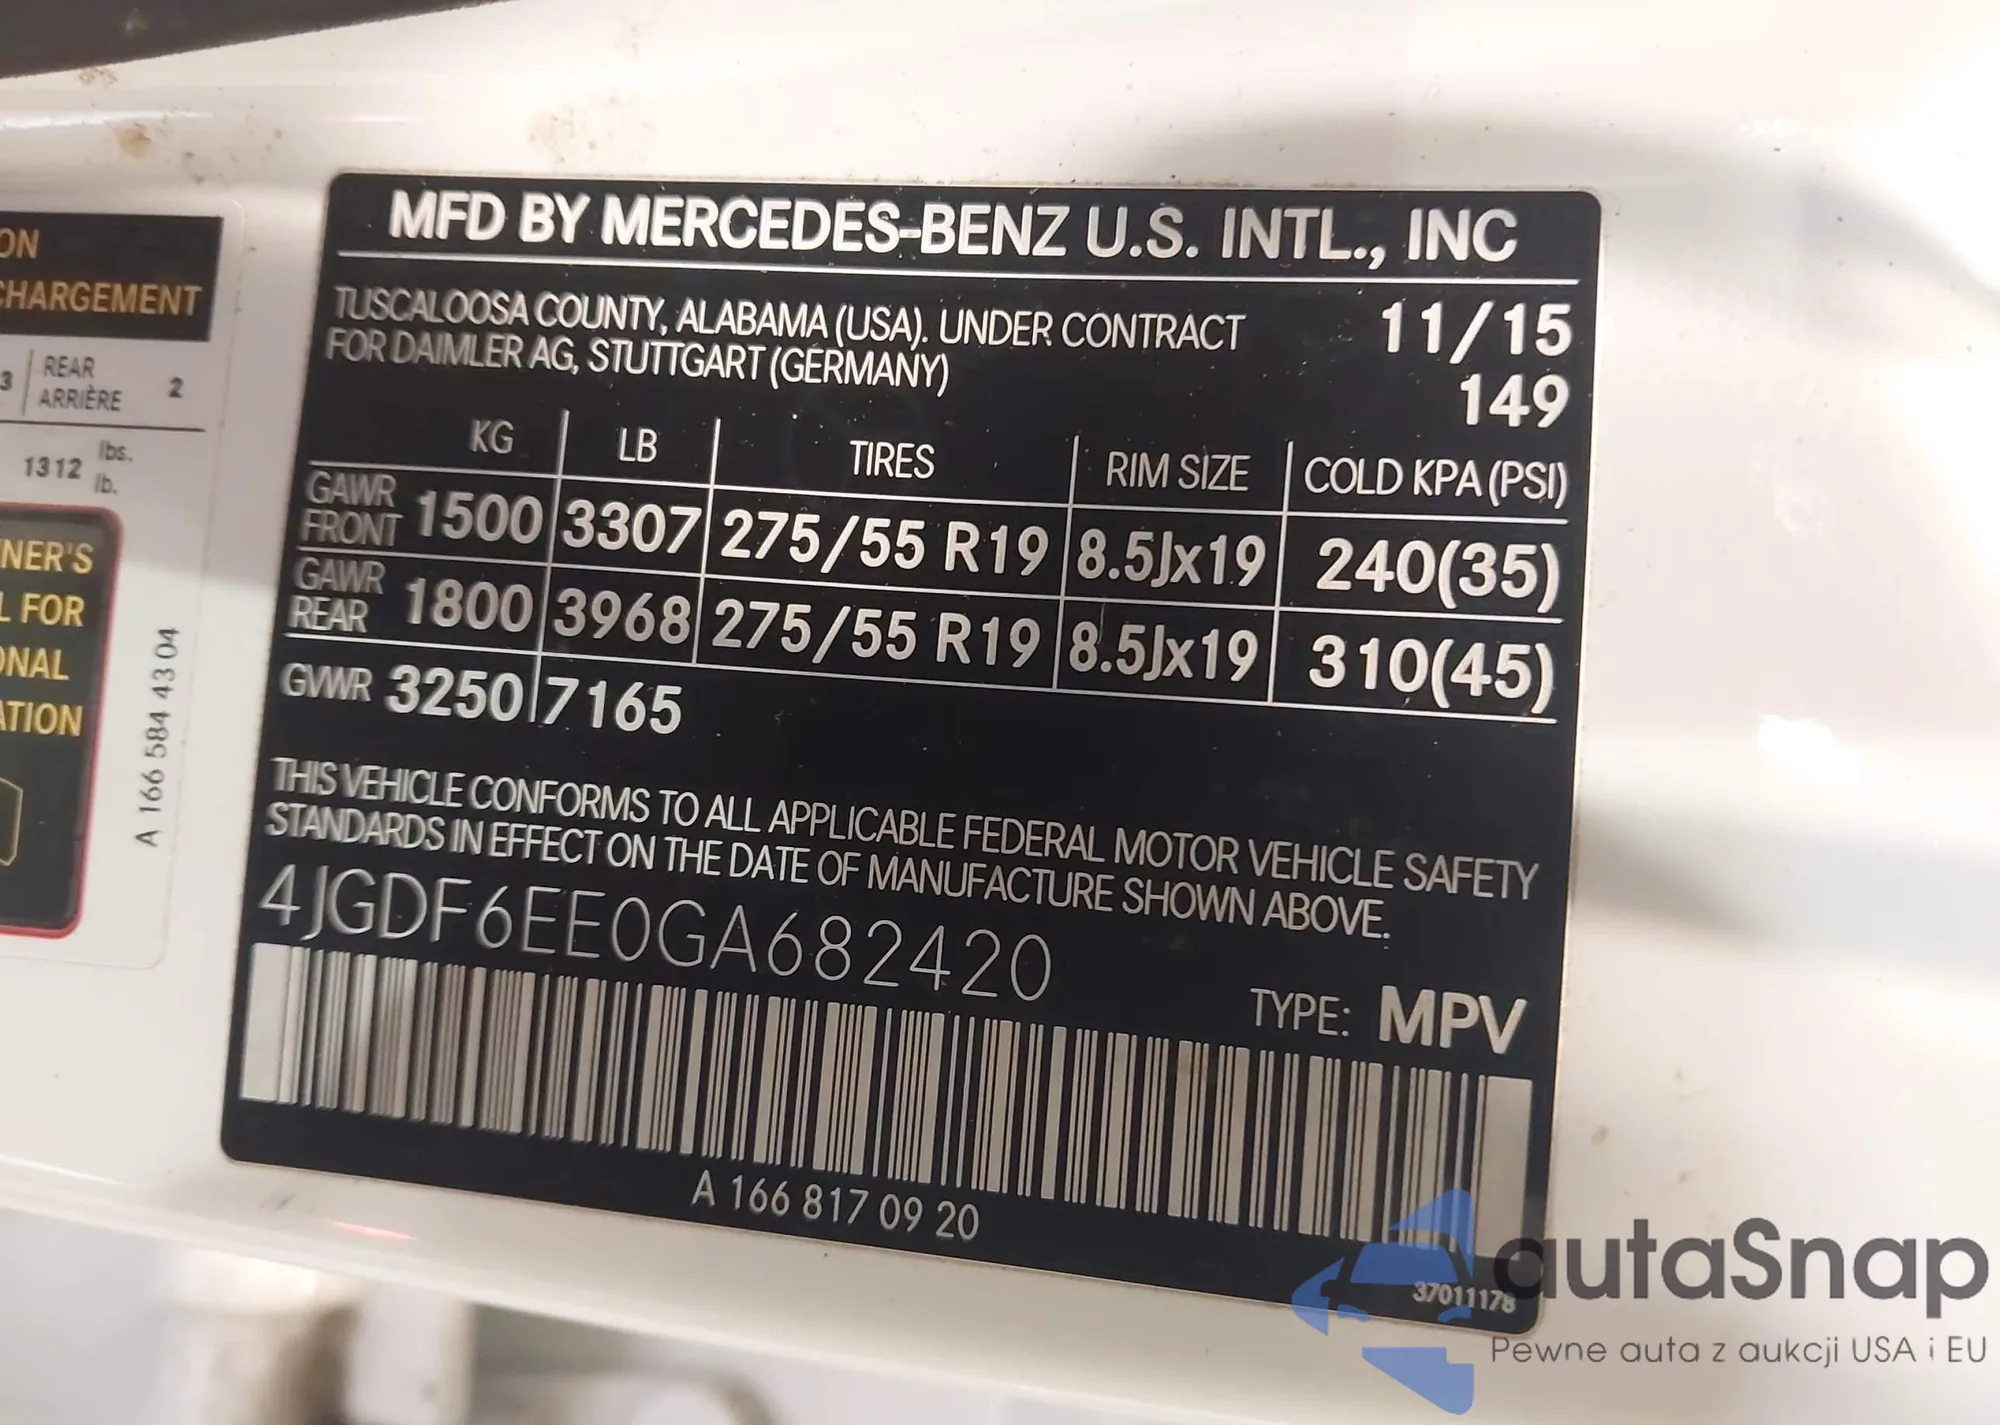 ON
CHARGEMENT
3 REAR
ARRIÈRE 2
1312 lbs.
lb.
NER'S
L FOR
ONAL
ATION
A 166 584 43 04
MFD BY MERCEDES-BENZ U.S. INTL., INC
TUSCALOOSA COUNTY, ALABAMA (USA). UNDER CONTRACT
FOR DAIMLER AG, STUTTGART (GERMANY)
11/15
149
KG LB TIRES RIM SIZE COLD KPA (PSI)
GAWR FRONT 1500 3307 275/55 R19 8.5Jx19 240(35)
GAWR REAR 1800 3968 275/55 R19 8.5Jx19 310(45)
GVWR 3250 7165
THIS VEHICLE CONFORMS TO ALL APPLICABLE FEDERAL MOTOR VEHICLE SAFETY
STANDARDS IN EFFECT ON THE DATE OF MANUFACTURE SHOWN ABOVE.
4JGDF6EE0GA682420
TYPE: MPV
A 166 817 09 20
37011178
autaSnap
Pewne auta z aukcji USA i EU